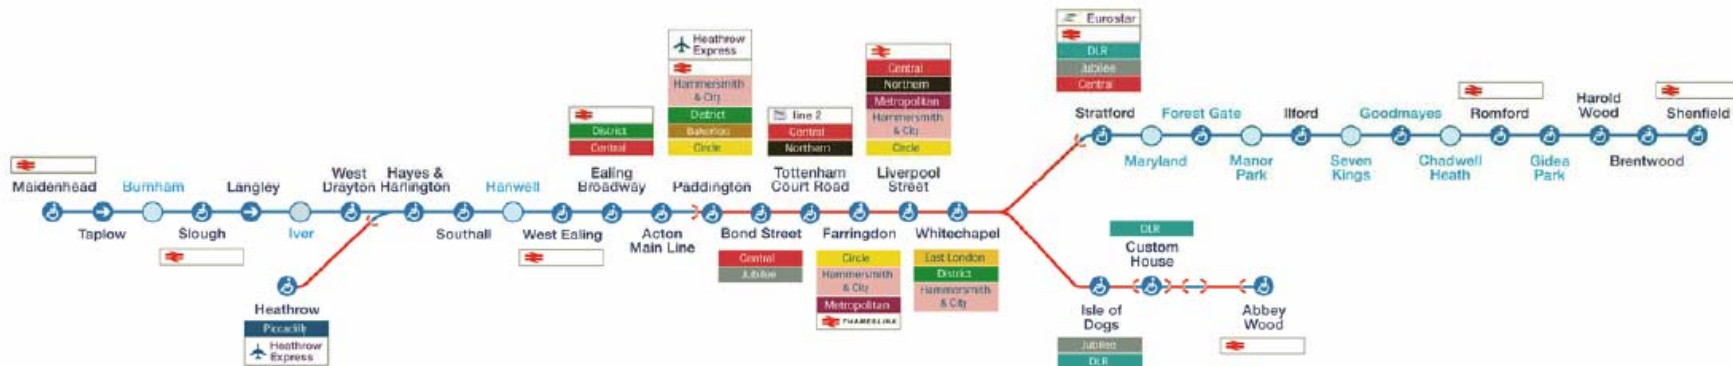 Maidenhead
Taplow
Burnham
Slough
Langley
Iver
West
Drayton
Heathrow
Piccadilly
Heathrow
Express
Hayes &
Harlington
Southall
Hanwell
West Ealing
District
Central
Ealing
Broadway
Acton
Main Line
Heathrow
Express
Hammersmith
& City
District
Bakerloo
Circle
Paddington
Bond Street
Central
Jubilee
line 2
Central
Northern
Tottenham
Court Road
Farringdon
Circle
Hammersmith
& City
Metropolitan
THAMESLINK
Central
Northern
Metropolitan
Hammersmith
& City
Circle
Liverpool
Street
Whitechapel
East London
District
Hammersmith
& City
Eurostar
DLR
Jubilee
Central
Stratford
Maryland
Forest Gate
Manor
Park
Ilford
Seven
Kings
Goodmayes
Chadwell
Heath
Romford
Gidea
Park
Harold
Wood
Brentwood
Shenfield
Isle of
Dogs
Jubilee
DLR
DLR
Custom
House
Abbey
Wood